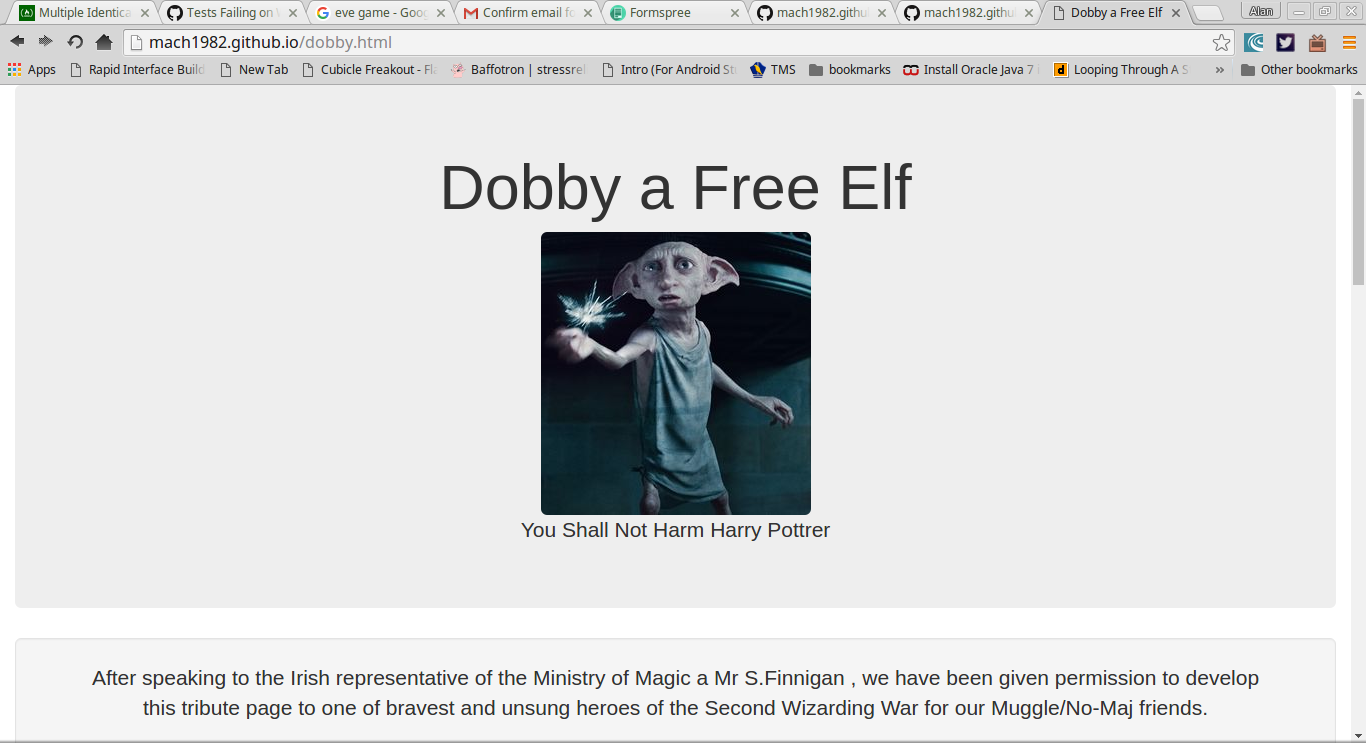 Multiple Identica
Tests Failing on
eve game - Goog
Confirm email fo
Formspree
mach1982.githu
mach1982.githu
Dobby a Free Elf
Alan
mach1982.github.io/dobby.html
Apps
Rapid Interface Build
New Tab
Cubicle Freakout - Fla
Baffotron | stressrel
Intro (For Android Stu
TMS
bookmarks
Install Oracle Java 7
Looping Through A S
»
Other bookmarks
Dobby a Free Elf
You Shall Not Harm Harry Pottrer
After speaking to the Irish representative of the Ministry of Magic a Mr S.Finnigan , we have been given permission to develop
this tribute page to one of bravest and unsung heroes of the Second Wizarding War for our Muggle/No-Maj friends.